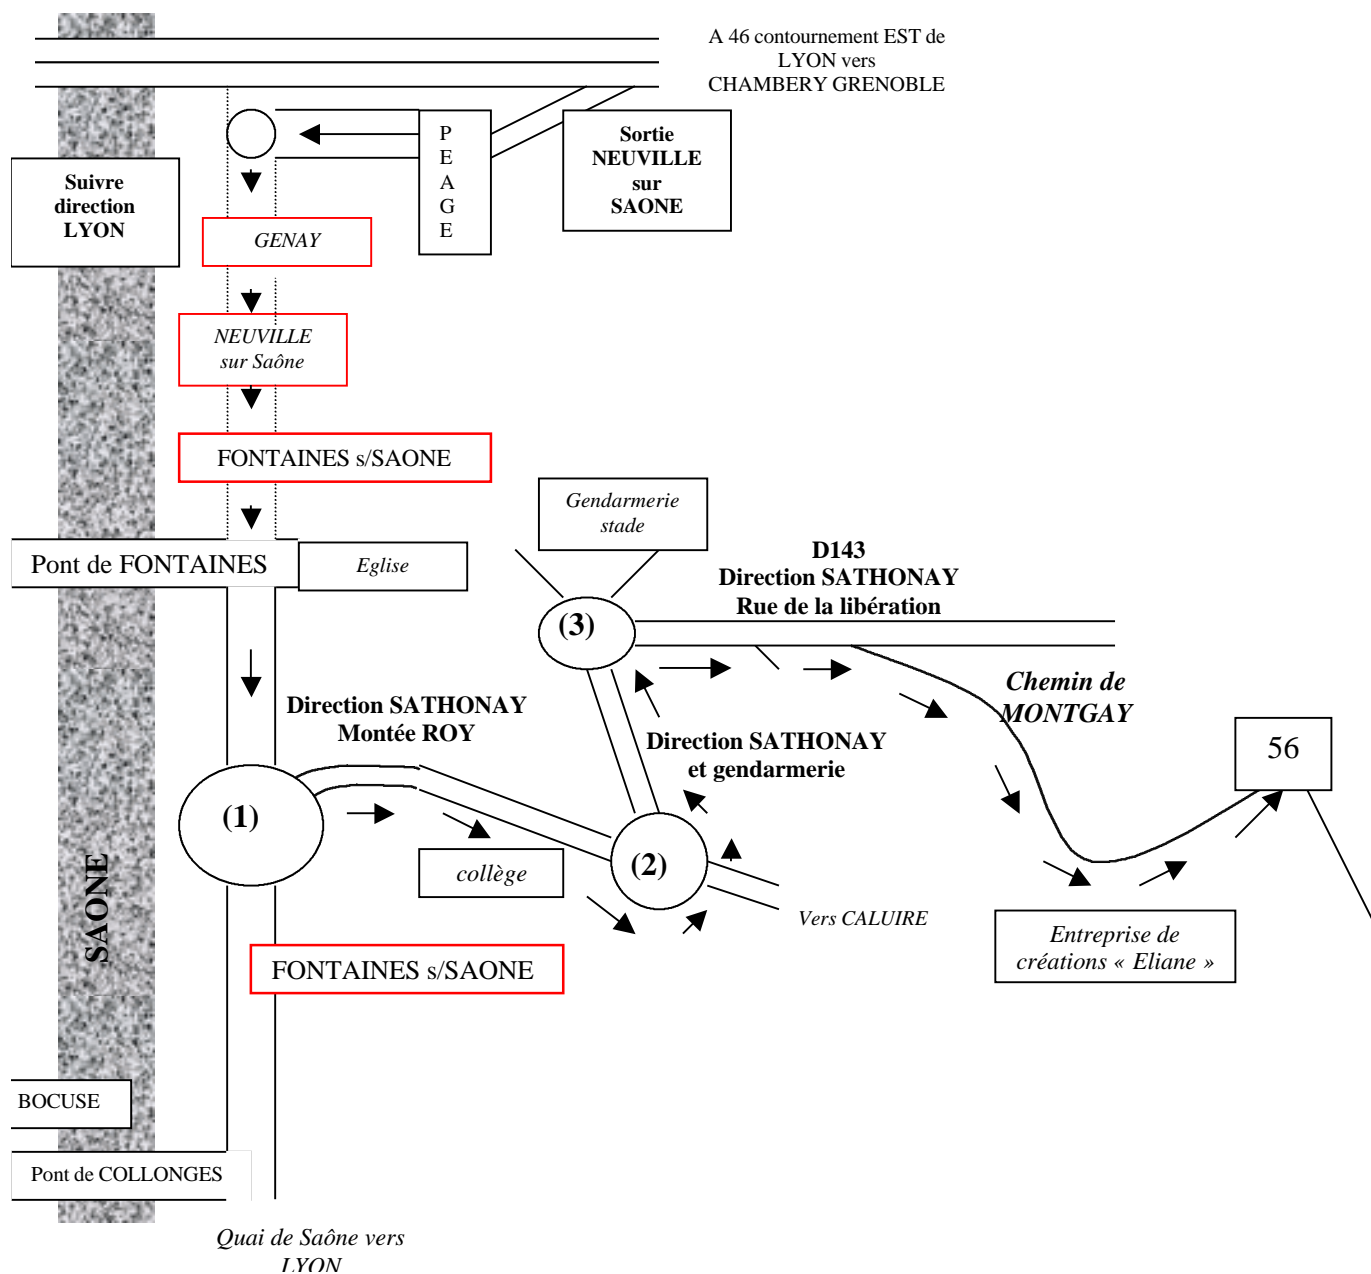 A 46 contournement EST de
LYON vers
CHAMBERY GRENOBLE
P
E
A
G
E
Sortie
NEUVILLE
sur
SAONE
Suivre
direction
LYON
GENAY
NEUVILLE
sur Saône
FONTAINES s/SAONE
Gendarmerie
stade
Pont de FONTAINES
Eglise
D143
Direction SATHONAY
Rue de la libération
(3)
Direction SATHONAY
Montée ROY
Chemin de
MONTGAY
Direction SATHONAY
et gendarmerie
56
(1)
(2)
collège
SAONE
Vers CALUIRE
Entreprise de
créations « Eliane »
FONTAINES s/SAONE
BOCUSE
Pont de COLLONGES
Quai de Saône vers
LYON